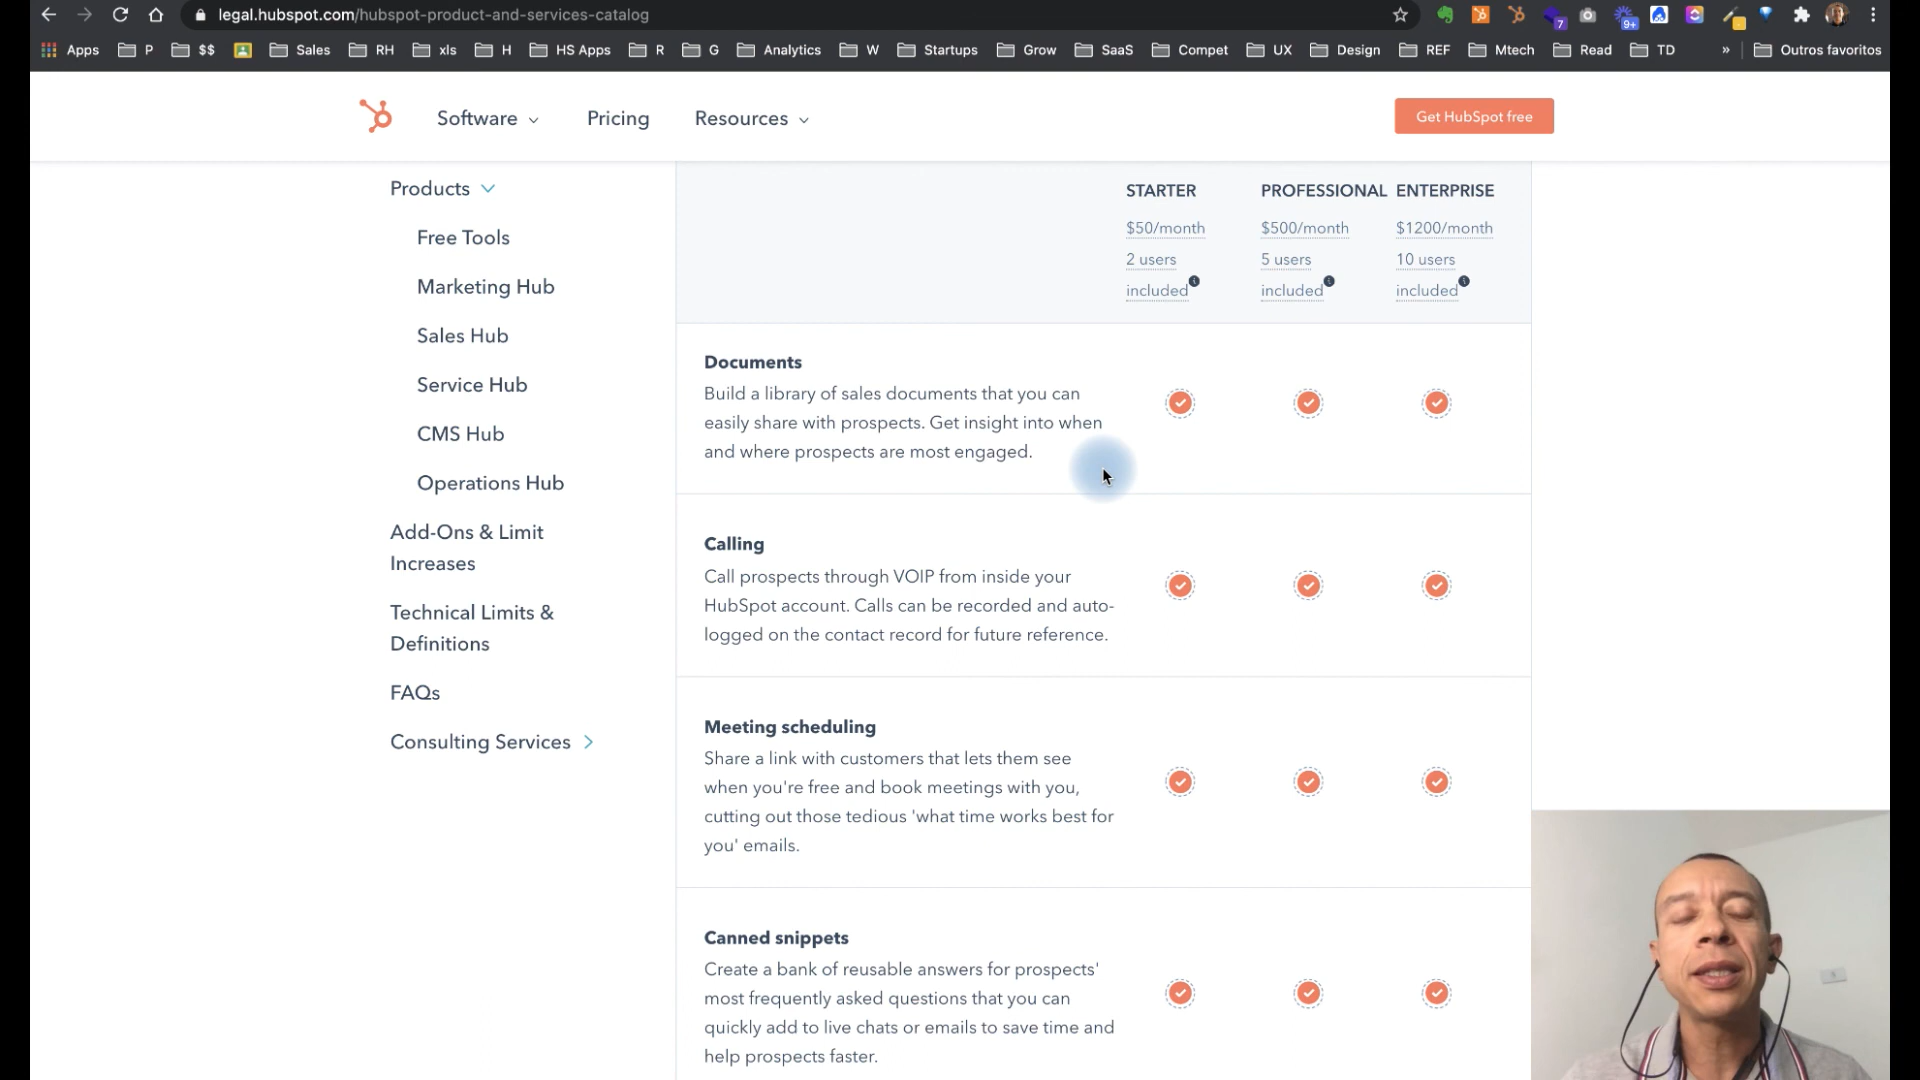 legal.hubspot.com/hubspot-product-and-services-catalog
7
9+
Apps P $$ Sales RH xls H HS Apps R G Analytics W Startups Grow SaaS Compet UX Design REF Mtech Read TD » Outros favoritos
Software Pricing Resources Get HubSpot free
Products
Free Tools
Marketing Hub
Sales Hub
Service Hub
CMS Hub
Operations Hub
Add-Ons & Limit
Increases
Technical Limits &
Definitions
FAQs
Consulting Services
STARTER PROFESSIONAL ENTERPRISE
$50/month $500/month $1200/month
2 users 5 users 10 users
included included included
Documents
Build a library of sales documents that you can
easily share with prospects. Get insight into when
and where prospects are most engaged.
Calling
Call prospects through VOIP from inside your
HubSpot account. Calls can be recorded and auto-
logged on the contact record for future reference.
Meeting scheduling
Share a link with customers that lets them see
when you're free and book meetings with you,
cutting out those tedious 'what time works best for
you' emails.
Canned snippets
Create a bank of reusable answers for prospects'
most frequently asked questions that you can
quickly add to live chats or emails to save time and
help prospects faster.